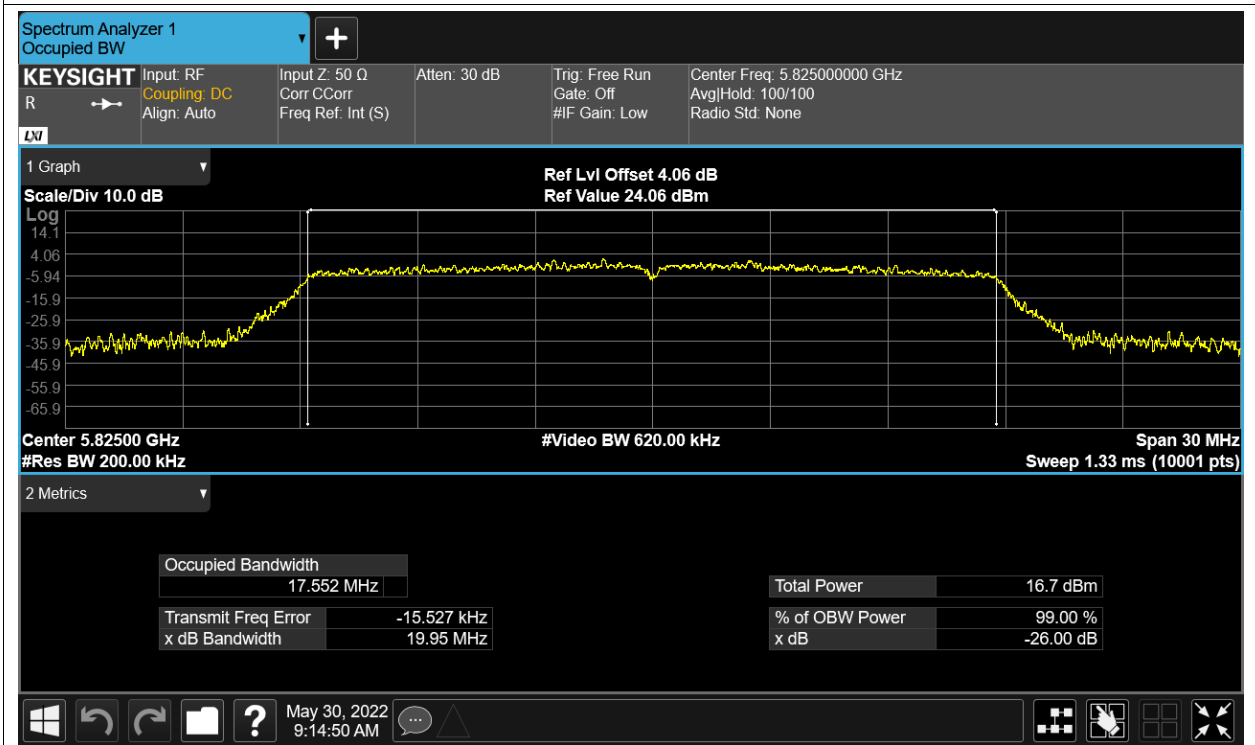 Spectrum Analyzer 1
Occupied BW
KEYSIGHT
R
LXI
Input: RF
Coupling: DC
Align: Auto
Input Z: 50 Ω
Corr CCorr
Freq Ref: Int (S)
Atten: 30 dB
Trig: Free Run
Gate: Off
#IF Gain: Low
Center Freq: 5.825000000 GHz
Avg|Hold: 100/100
Radio Std: None
1 Graph
Scale/Div 10.0 dB
Ref Lvl Offset 4.06 dB
Ref Value 24.06 dBm
Log
14.1
4.06
-5.94
-15.9
-25.9
-35.9
-45.9
-55.9
-65.9
Center 5.82500 GHz
#Video BW 620.00 kHz
Span 30 MHz
#Res BW 200.00 kHz
Sweep 1.33 ms (10001 pts)
2 Metrics
Occupied Bandwidth
17.552 MHz
Total Power 16.7 dBm
Transmit Freq Error -15.527 kHz
% of OBW Power 99.00 %
x dB Bandwidth 19.95 MHz
x dB -26.00 dB
?
May 30, 2022
9:14:50 AM